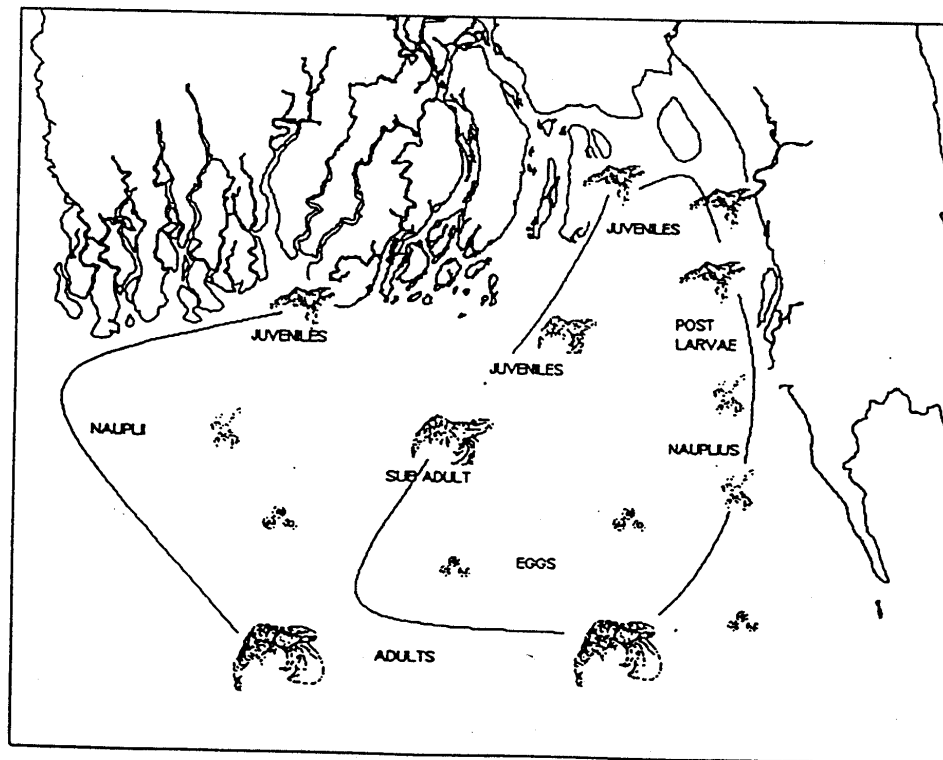 JUVENILES
JUVENILES
POST
LARVAE
JUVENILES
NAUPLII
NAUPLIUS
SUB ADULT
EGGS
ADULTS